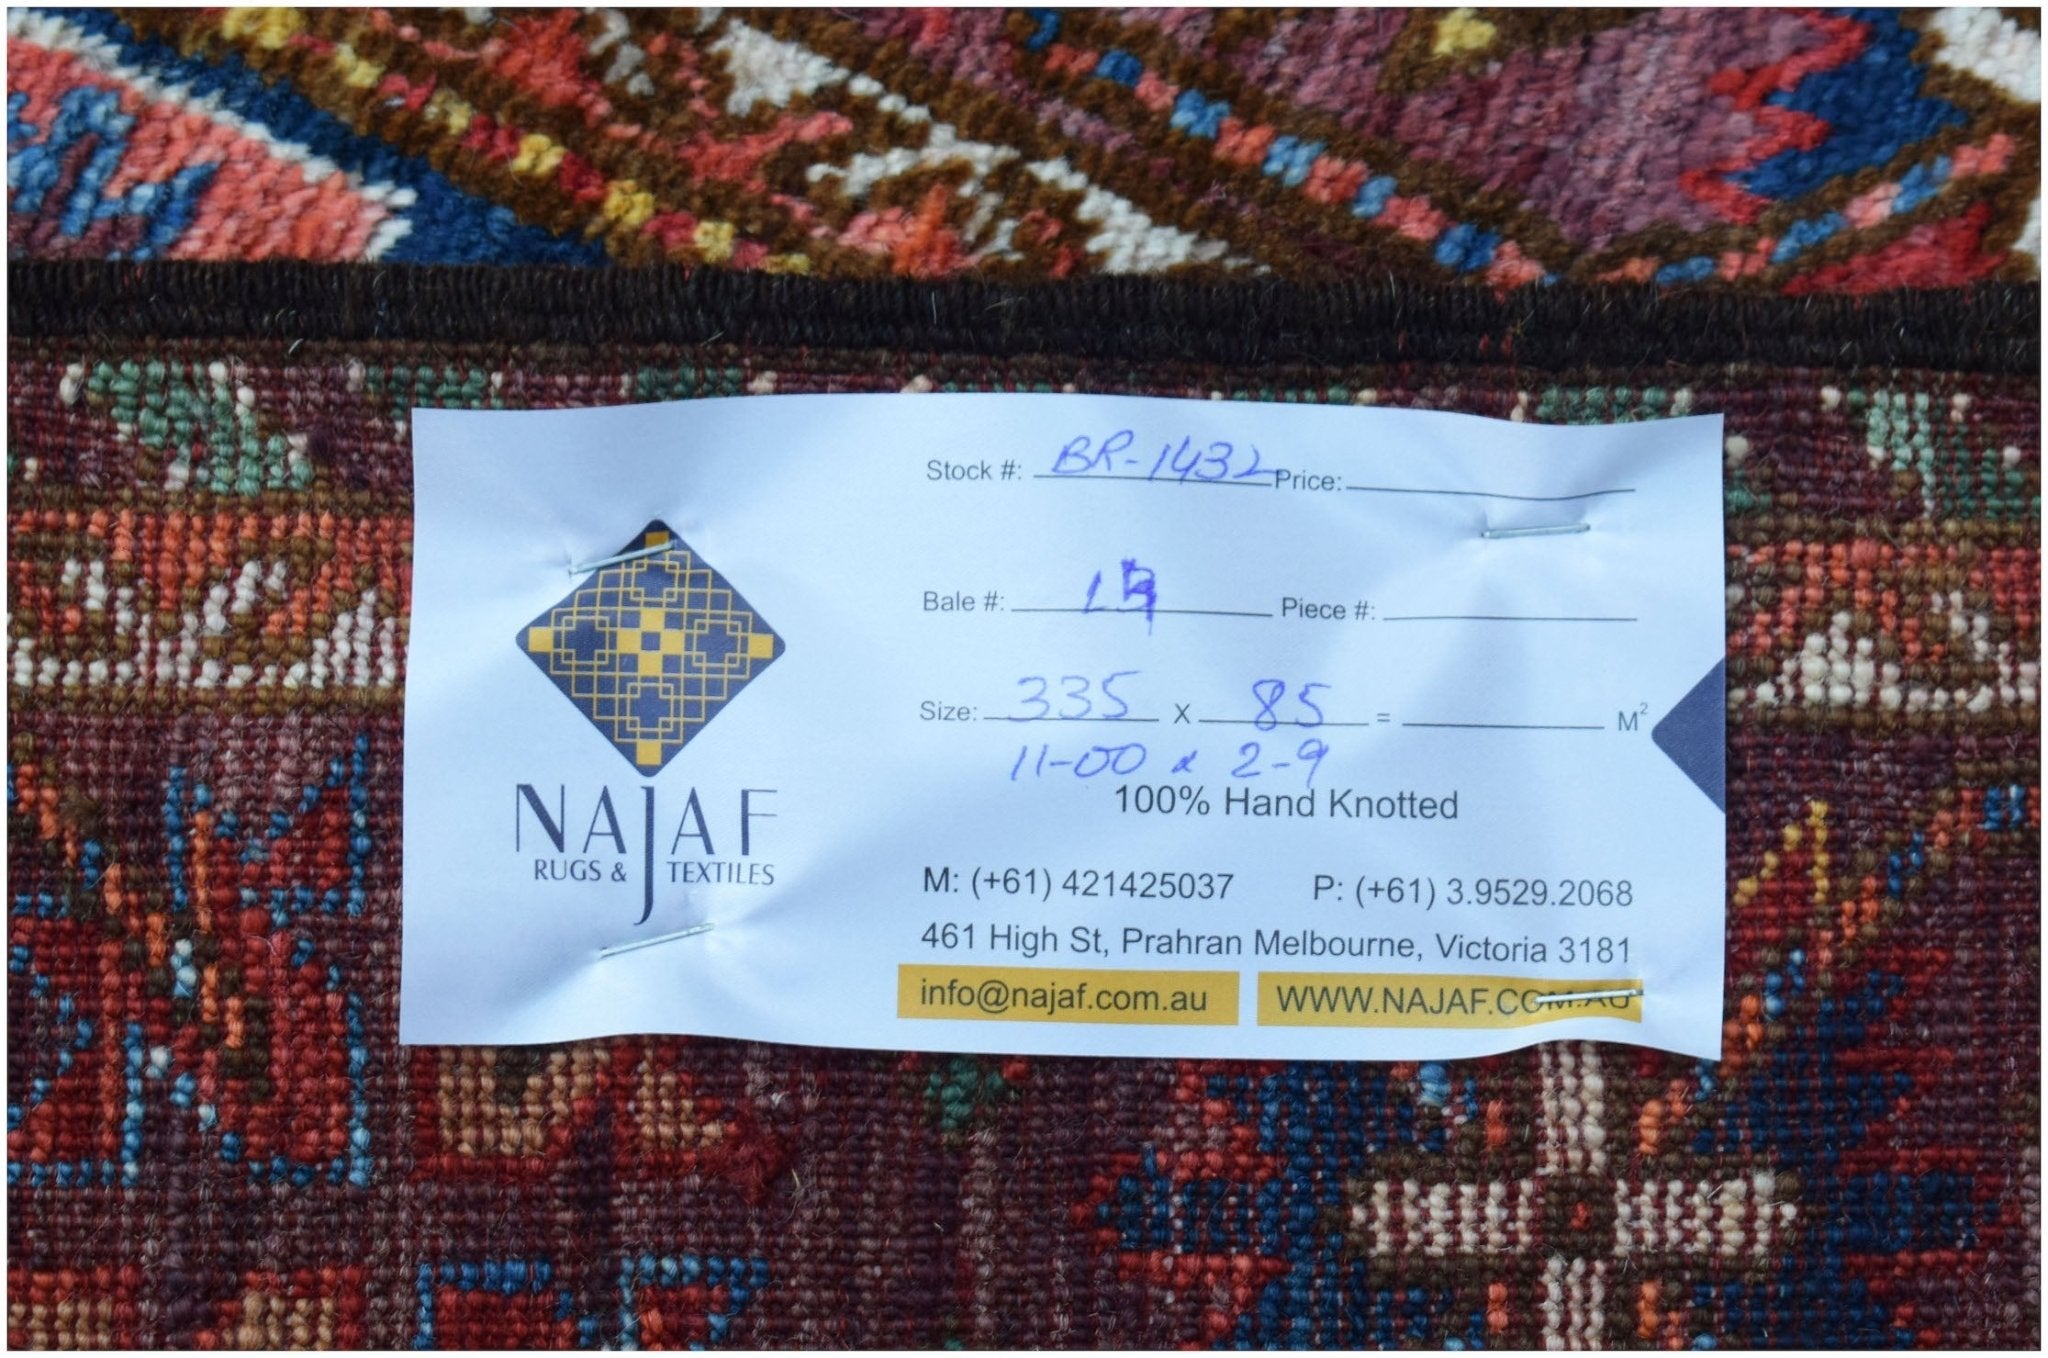 Stock #: BR-1432 Price:
Bale #: Piece #:
Size: 335 X 85 = M²
11-00 x 2-9
100% Hand Knotted
NAJAF
RUGS & TEXTILES
M: (+61) 421425037 P: (+61) 3.9529.2068
461 High St, Prahran Melbourne, Victoria 3181
info@najaf.com.au WWW.NAJAF.COM.AU